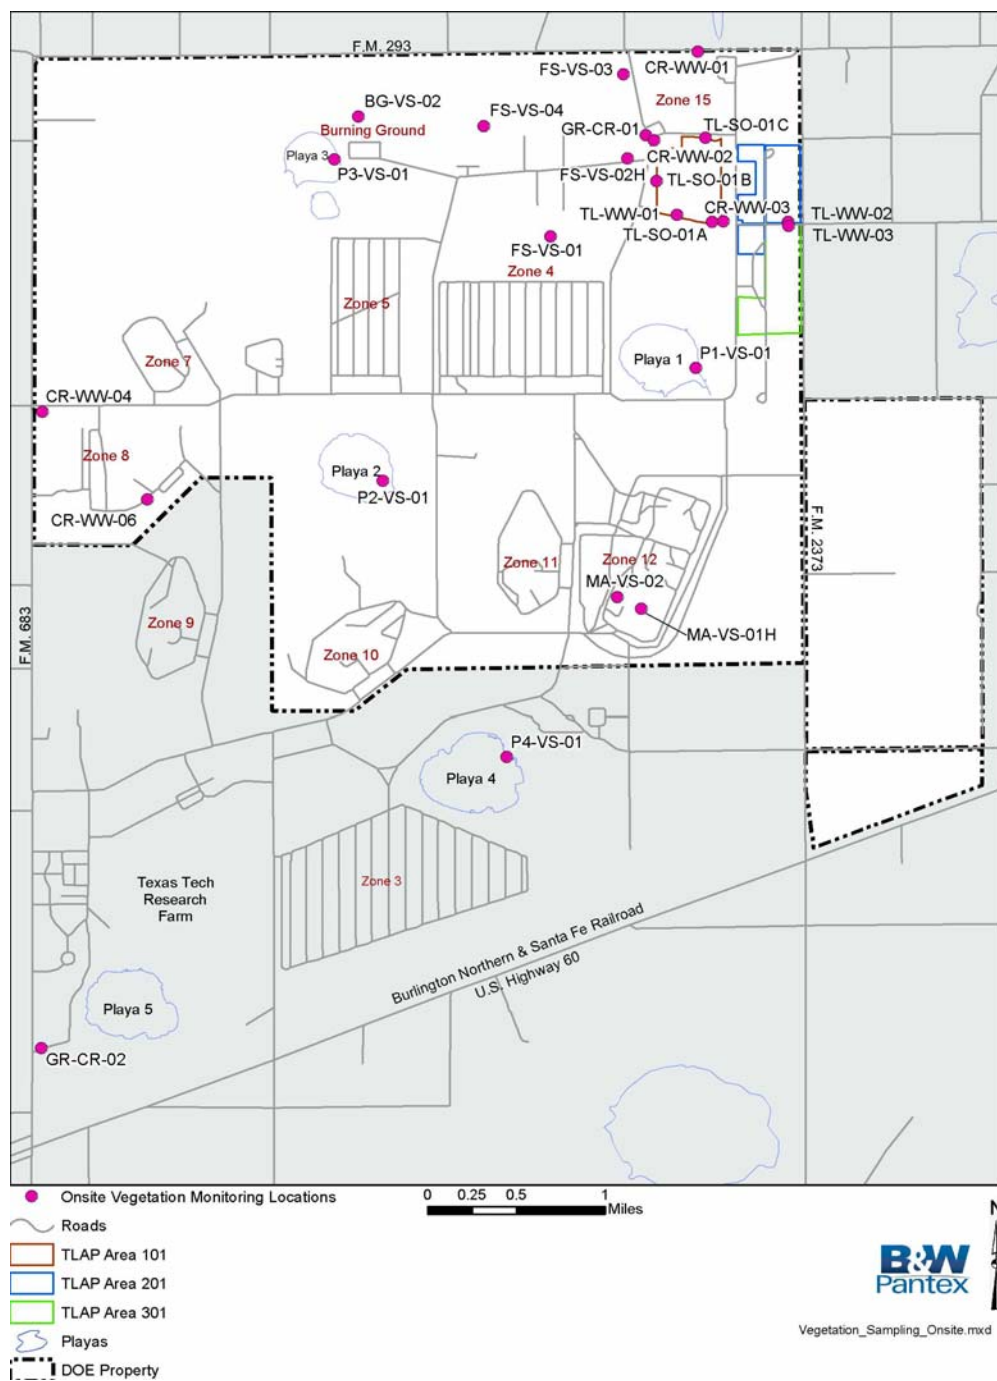 F.M. 293
FS-VS-03
CR-WW-01
Zone 15
BG-VS-02
FS-VS-04
Burning Ground
GR-CR-01
TL-SO-01C
Playa 3
P3-VS-01
CR-WW-02
FS-VS-02H
TL-SO-01B
TL-WW-01
CR-WW-03
TL-WW-02
TL-SO-01A
TL-WW-03
FS-VS-01
Zone 4
Zone 5
Zone 7
Playa 1
P1-VS-01
CR-WW-04
Zone 8
Playa 2
P2-VS-01
CR-WW-06
F.M. 2373
Zone 11
Zone 12
MA-VS-02
MA-VS-01H
F.M. 683
Zone 9
Zone 10
P4-VS-01
Playa 4
Zone 3
Texas Tech
Research
Farm
Burlington Northern & Santa Fe Railroad
U.S. Highway 60
Playa 5
GR-CR-02
Onsite Vegetation Monitoring Locations
Roads
TLAP Area 101
TLAP Area 201
TLAP Area 301
Playas
DOE Property
0 0.25 0.5 1
Miles
N
B&W
Pantex
Vegetation_Sampling_Onsite.mxd